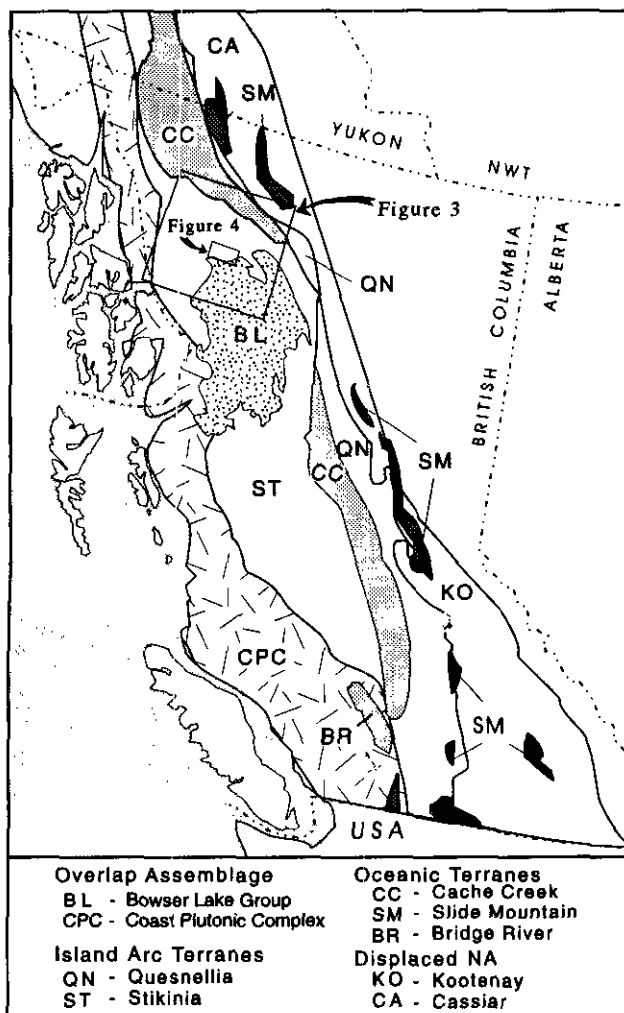 CA
SM
CC
YUKON
NWT
Figure 3
Figure 4
QN
BRITISH COLUMBIA
ALBERTA
BL
QN
SM
CC
ST
KO
CPC
SM
BR
USA
Overlap Assemblage
BL - Bowser Lake Group
CPC - Coast Plutonic Complex
Island Arc Terranes
QN - Quesnellia
ST - Stikinia
Oceanic Terranes
CC - Cache Creek
SM - Slide Mountain
BR - Bridge River
Displaced NA
KO - Kootenay
CA - Cassiar